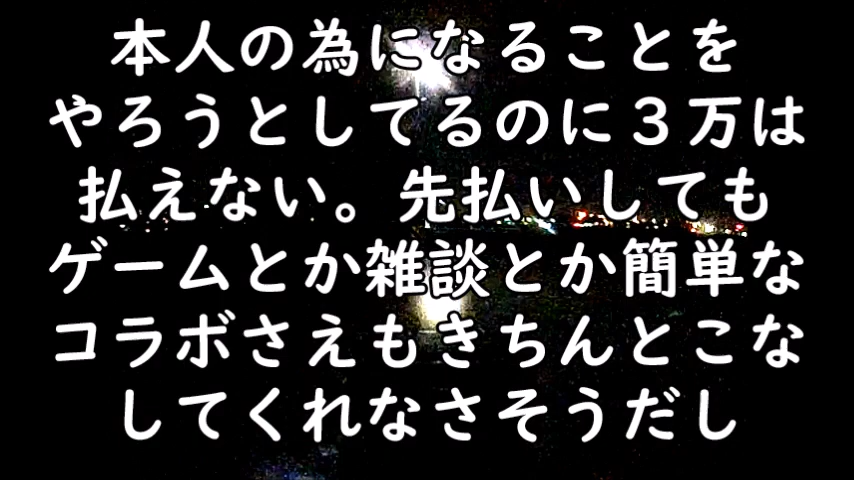 本人の為になることを
やろうとしてるのに３万は
払えない。先払いしても
ゲームとか雑談とか簡単な
コラボさえもきちんとこな
してくれなさそうだし